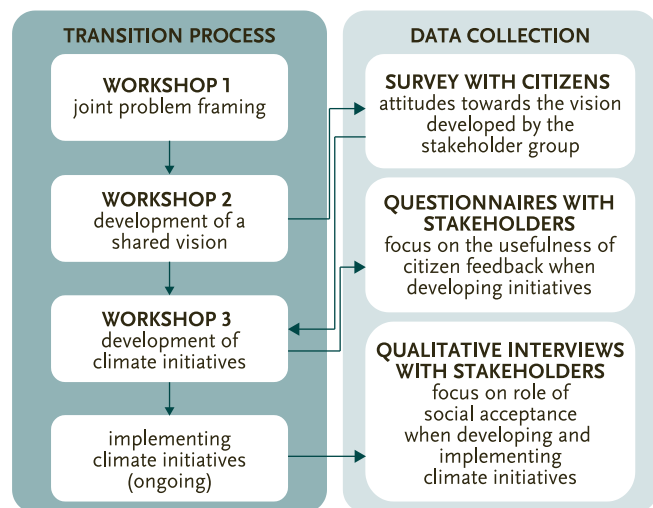 TRANSITION PROCESS
WORKSHOP 1
joint problem framing
WORKSHOP 2
development of a
shared vision
WORKSHOP 3
development of
climate initiatives
implementing
climate initiatives
(ongoing)
DATA COLLECTION
SURVEY WITH CITIZENS
attitudes towards the vision
developed by the
stakeholder group
QUESTIONNAIRES WITH
STAKEHOLDERS
focus on the usefulness of
citizen feedback when
developing initiatives
QUALITATIVE INTERVIEWS
WITH STAKEHOLDERS
focus on role of
social acceptance
when developing and
implementing
climate initiatives